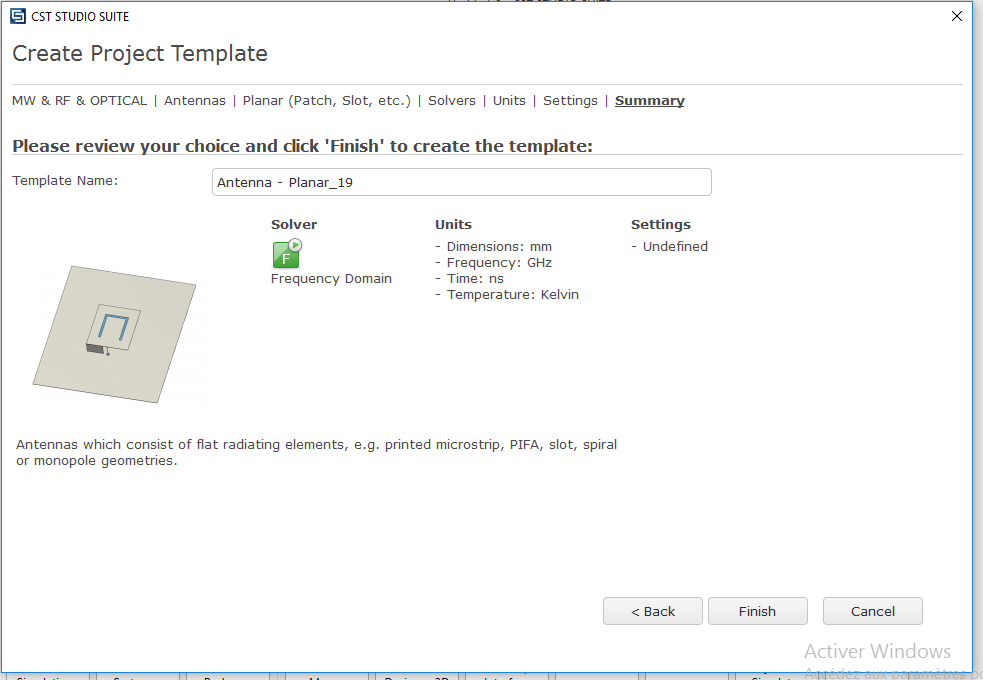 CST STUDIO SUITE
Create Project Template
MW & RF & OPTICAL | Antennas | Planar (Patch, Slot, etc.) | Solvers | Units | Settings | Summary
Please review your choice and click 'Finish' to create the template:
Template Name: Antenna - Planar_19
Solver Units Settings
F
- Dimensions: mm - Undefined
- Frequency: GHz
Frequency Domain - Time: ns
- Temperature: Kelvin
Antennas which consist of flat radiating elements, e.g. printed microstrip, PIFA, slot, spiral
or monopole geometries.
< Back Finish Cancel
Activer Windows
Accédez aux paramètres